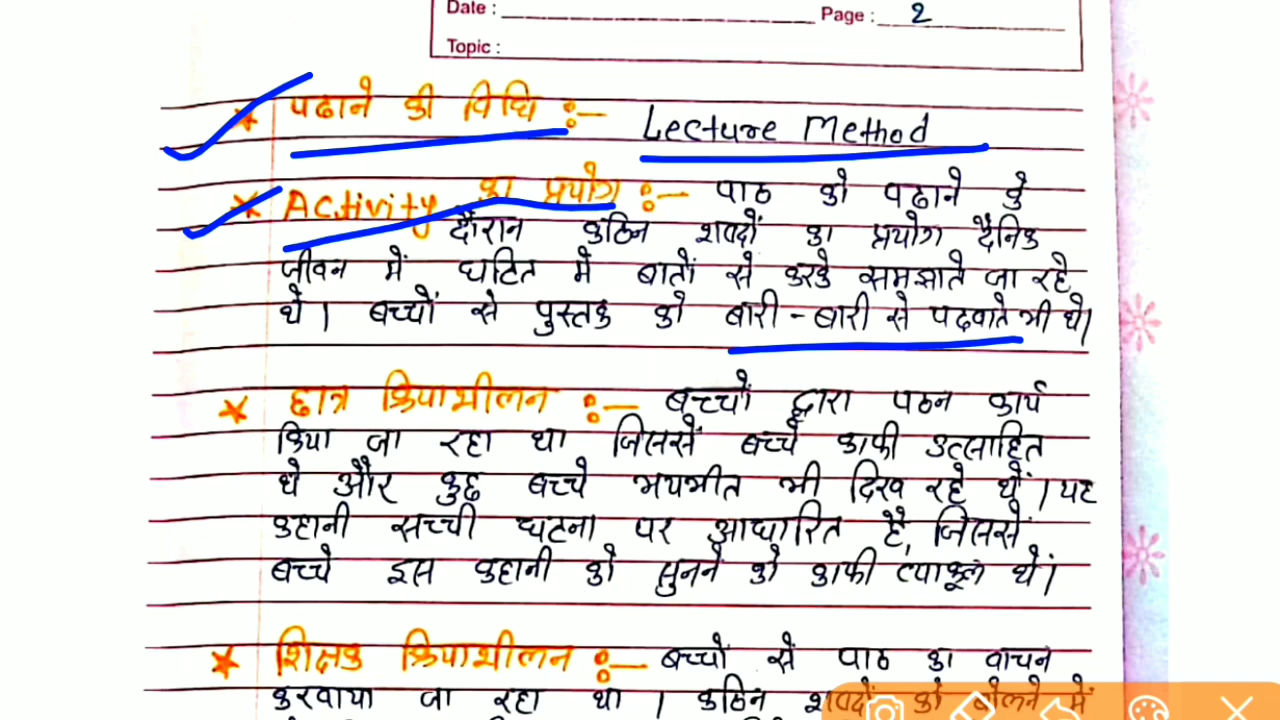 Date :
Page : 2
Topic :
पढाने की विधि :- Lecture Method
Activity का प्रयोग :- पाठ को पढाने के
दौरान कठिन शब्दों का प्रयोग दैनिक
जीवन में घटित में बातों से करके समझाते जा रहे
थे। बच्चों से पुस्तक को बारी-बारी से पढवाते भी थे।
छात्र क्रियाशीलन :- बच्चों द्वारा पठन कार्य
किया जा रहा था जिससें बच्चे काफी उत्साहित
थे और कुछ बच्चे भयभीत भी दिख रहे थें। यह
कहानी सच्ची घटना पर आधारित है, जिससे
बच्चे इस कहानी को सुननें को काफी व्याकूल थें।
शिक्षक क्रियाशीलन :- बच्चों सें पाठ का वाचन
करवाया जा रहा था । कठिन शब्दों को बोलने में